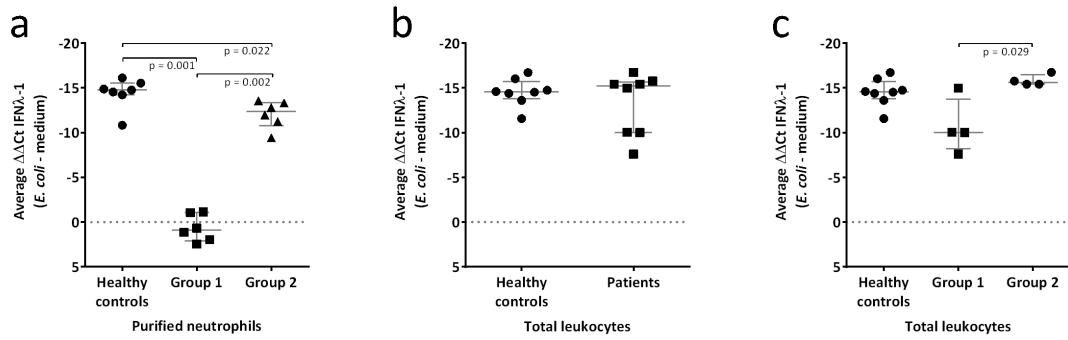 a
Average ΔΔCt IFNλ-1
(E. coli - medium)
-20
-15
-10
-5
0
5
p = 0.022
p = 0.001
p = 0.002
Healthy
controls
Group 1
Group 2
Purified neutrophils
b
Average ΔΔCt IFNλ-1
(E. coli - medium)
-20
-15
-10
-5
0
5
Healthy
controls
Patients
Total leukocytes
c
Average ΔΔCt IFNλ-1
(E. coli - medium)
-20
-15
-10
-5
0
5
p = 0.029
Healthy
controls
Group 1
Group 2
Total leukocytes